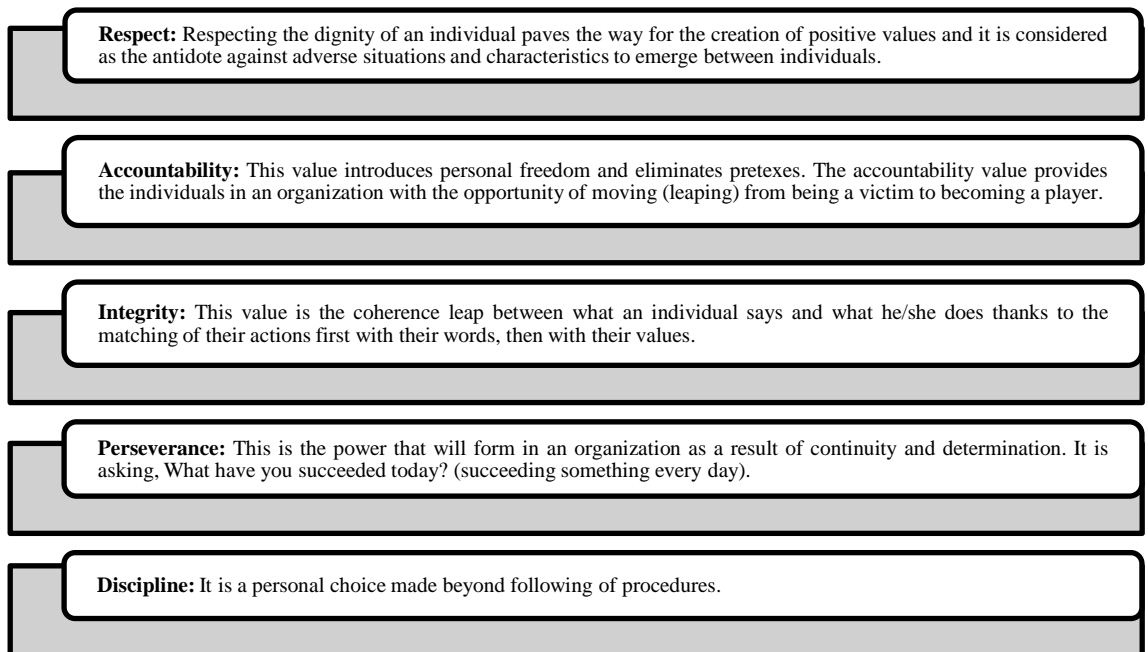 Respect: Respecting the dignity of an individual paves the way for the creation of positive values and it is considered
as the antidote against adverse situations and characteristics to emerge between individuals.
Accountability: This value introduces personal freedom and eliminates pretexes. The accountability value provides
the individuals in an organization with the opportunity of moving (leaping) from being a victim to becoming a player.
Integrity: This value is the coherence leap between what an individual says and what he/she does thanks to the
matching of their actions first with their words, then with their values.
Perseverance: This is the power that will form in an organization as a result of continuity and determination. It is
asking, What have you succeeded today? (succeeding something every day).
Discipline: It is a personal choice made beyond following of procedures.